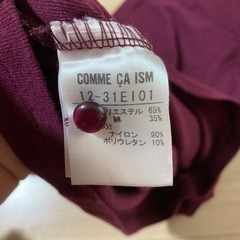 COMME ÇA ISM
12-31EI01
リエステル 65%
綿 35%
分
ナイロン 90%
ポリウレタン 10%